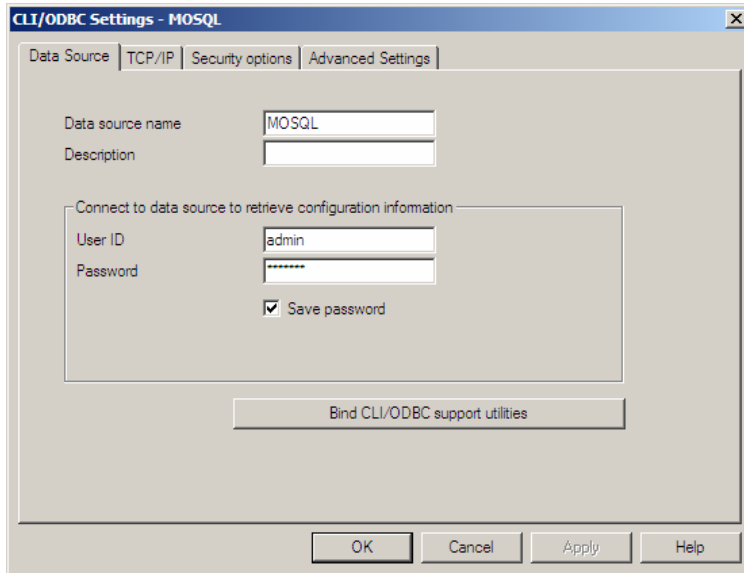 CLI/ODBC Settings - MOSQL
Data Source TCP/IP Security options Advanced Settings
Data source name MOSQL
Description
Connect to data source to retrieve configuration information
User ID admin
Password *******
Save password
Bind CLI/ODBC support utilities
OK Cancel Apply Help